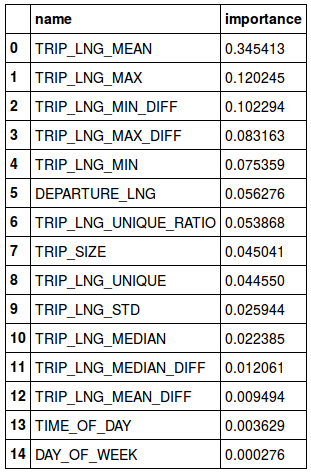 name importance
0 TRIP_LNG_MEAN 0.345413
1 TRIP_LNG_MAX 0.120245
2 TRIP_LNG_MIN_DIFF 0.102294
3 TRIP_LNG_MAX_DIFF 0.083163
4 TRIP_LNG_MIN 0.075359
5 DEPARTURE_LNG 0.056276
6 TRIP_LNG_UNIQUE_RATIO 0.053868
7 TRIP_SIZE 0.045041
8 TRIP_LNG_UNIQUE 0.044550
9 TRIP_LNG_STD 0.025944
10 TRIP_LNG_MEDIAN 0.022385
11 TRIP_LNG_MEDIAN_DIFF 0.012061
12 TRIP_LNG_MEAN_DIFF 0.009494
13 TIME_OF_DAY 0.003629
14 DAY_OF_WEEK 0.000276